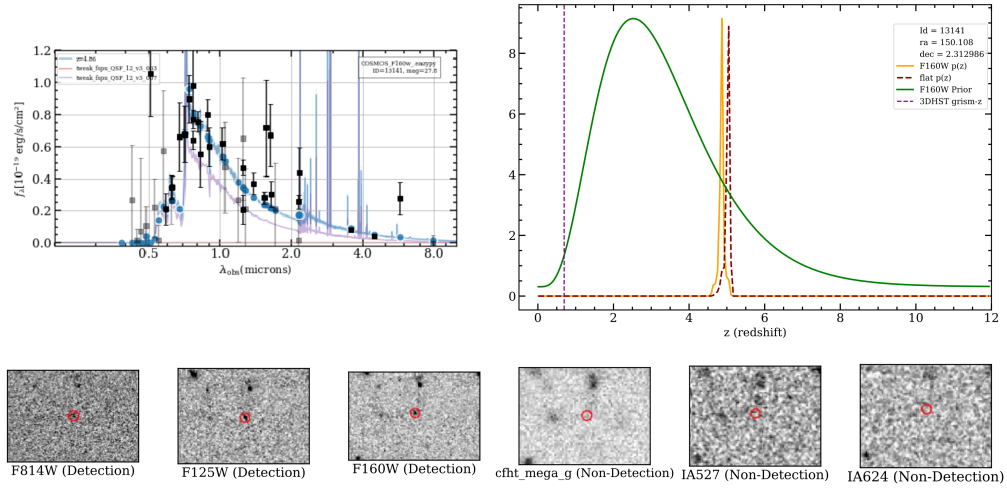 1.2
1.0
0.8
0.6
0.4
0.2
0.0
z=4.86
tweak_fsps_QSF_12_v3_003
tweak_fsps_QSF_12_v3_007
COSMOS_F160w_eazypy
ID=13141, mag=27.8
fλ[10⁻¹⁹ erg/s/cm²]
0.5 1.0 2.0 4.0 8.0
λobs(microns)
8
6
4
2
0
Id = 13141
ra = 150.108
dec = 2.312986
F160W p(z)
flat p(z)
F160W Prior
3DHST grism-z
0 2 4 6 8 10 12
z (redshift)
F814W (Detection)
F125W (Detection)
F160W (Detection)
cfht_mega_g (Non-Detection)
IA527 (Non-Detection)
IA624 (Non-Detection)